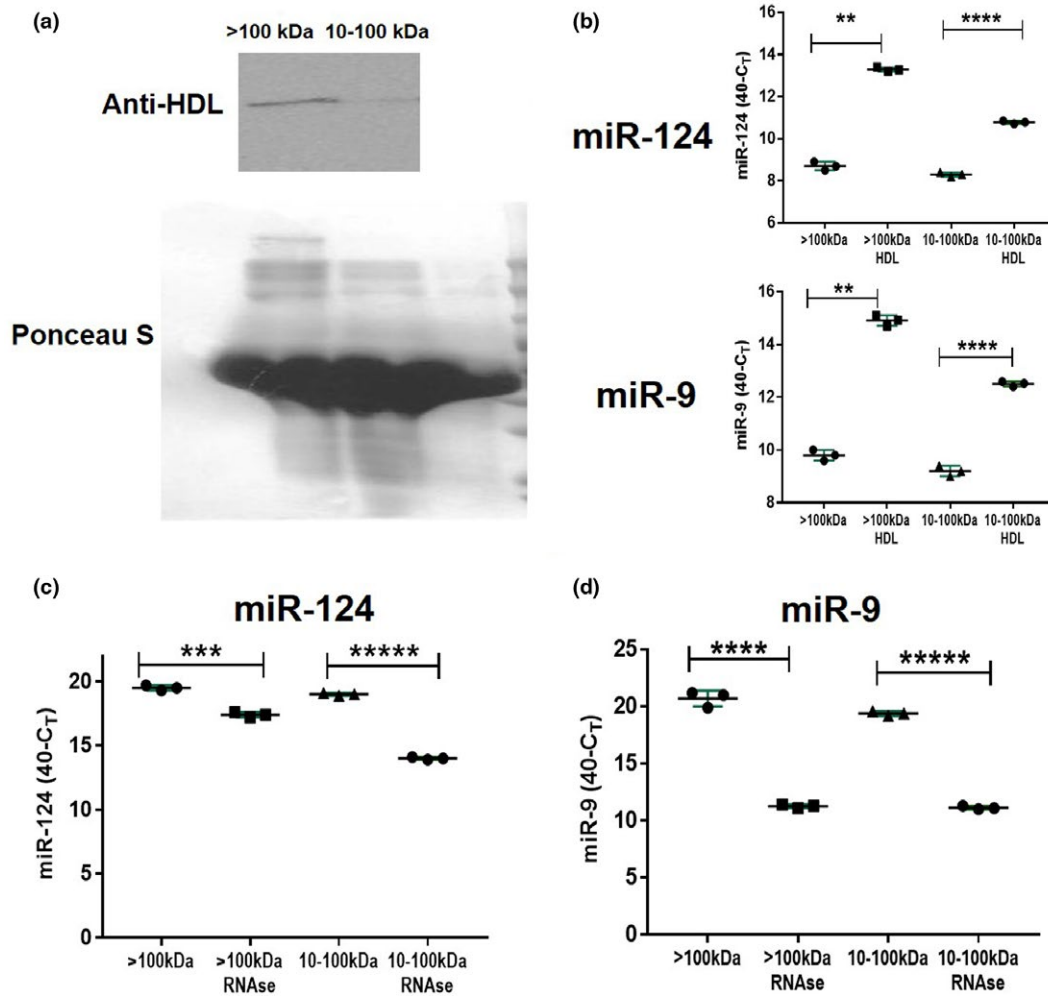 (a)
>100 kDa 10-100 kDa
Anti-HDL
Ponceau S
(b)
miR-124
miR-124 (40-CT)
16
14
12
10
8
6
** ****
>100kDa >100kDa HDL 10-100kDa 10-100kDa HDL
miR-9
miR-9 (40-CT)
16
14
12
10
8
** ****
>100kDa >100kDa HDL 10-100kDa 10-100kDa HDL
(c)
miR-124
miR-124 (40-CT)
20
15
10
5
0
*** *****
>100kDa >100kDa RNAse 10-100kDa 10-100kDa RNAse
(d)
miR-9
miR-9 (40-CT)
25
20
15
10
5
0
**** *****
>100kDa >100kDa RNAse 10-100kDa 10-100kDa RNAse